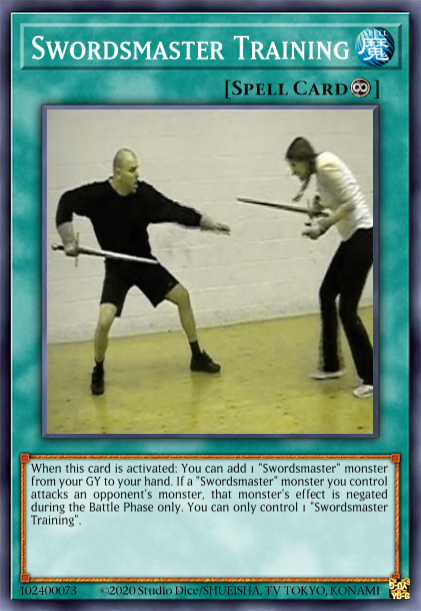 Swordsmaster Training
SPELL
魔
[Spell Card]
When this card is activated: You can add 1 "Swordsmaster" monster
from your GY to your hand. If a "Swordsmaster" monster you control
attacks an opponent's monster, that monster's effect is negated
during the Battle Phase only. You can only control 1 "Swordsmaster
Training".
102400073 ©2020 Studio Dice/SHUEISHA, TV TOKYO, KONAMI